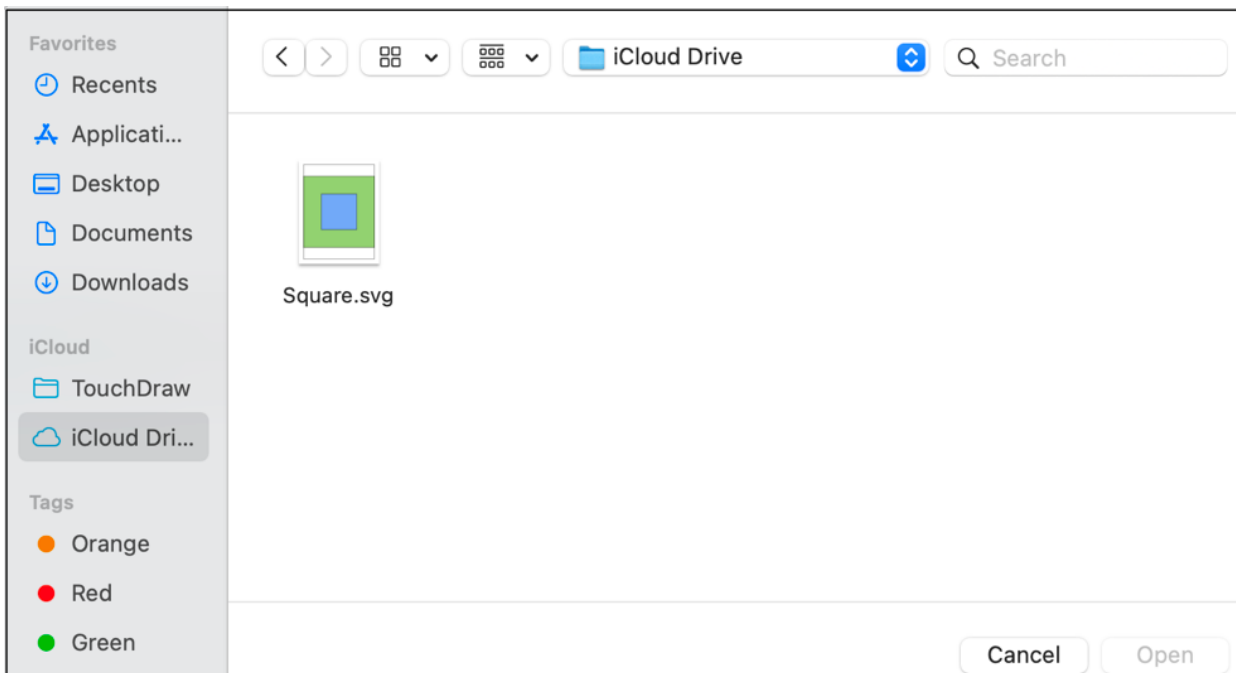 Favorites
Recents
Applicati...
Desktop
Documents
Downloads
iCloud
TouchDraw
iCloud Dri...
Tags
Orange
Red
Green
iCloud Drive
Search
Square.svg
Cancel
Open